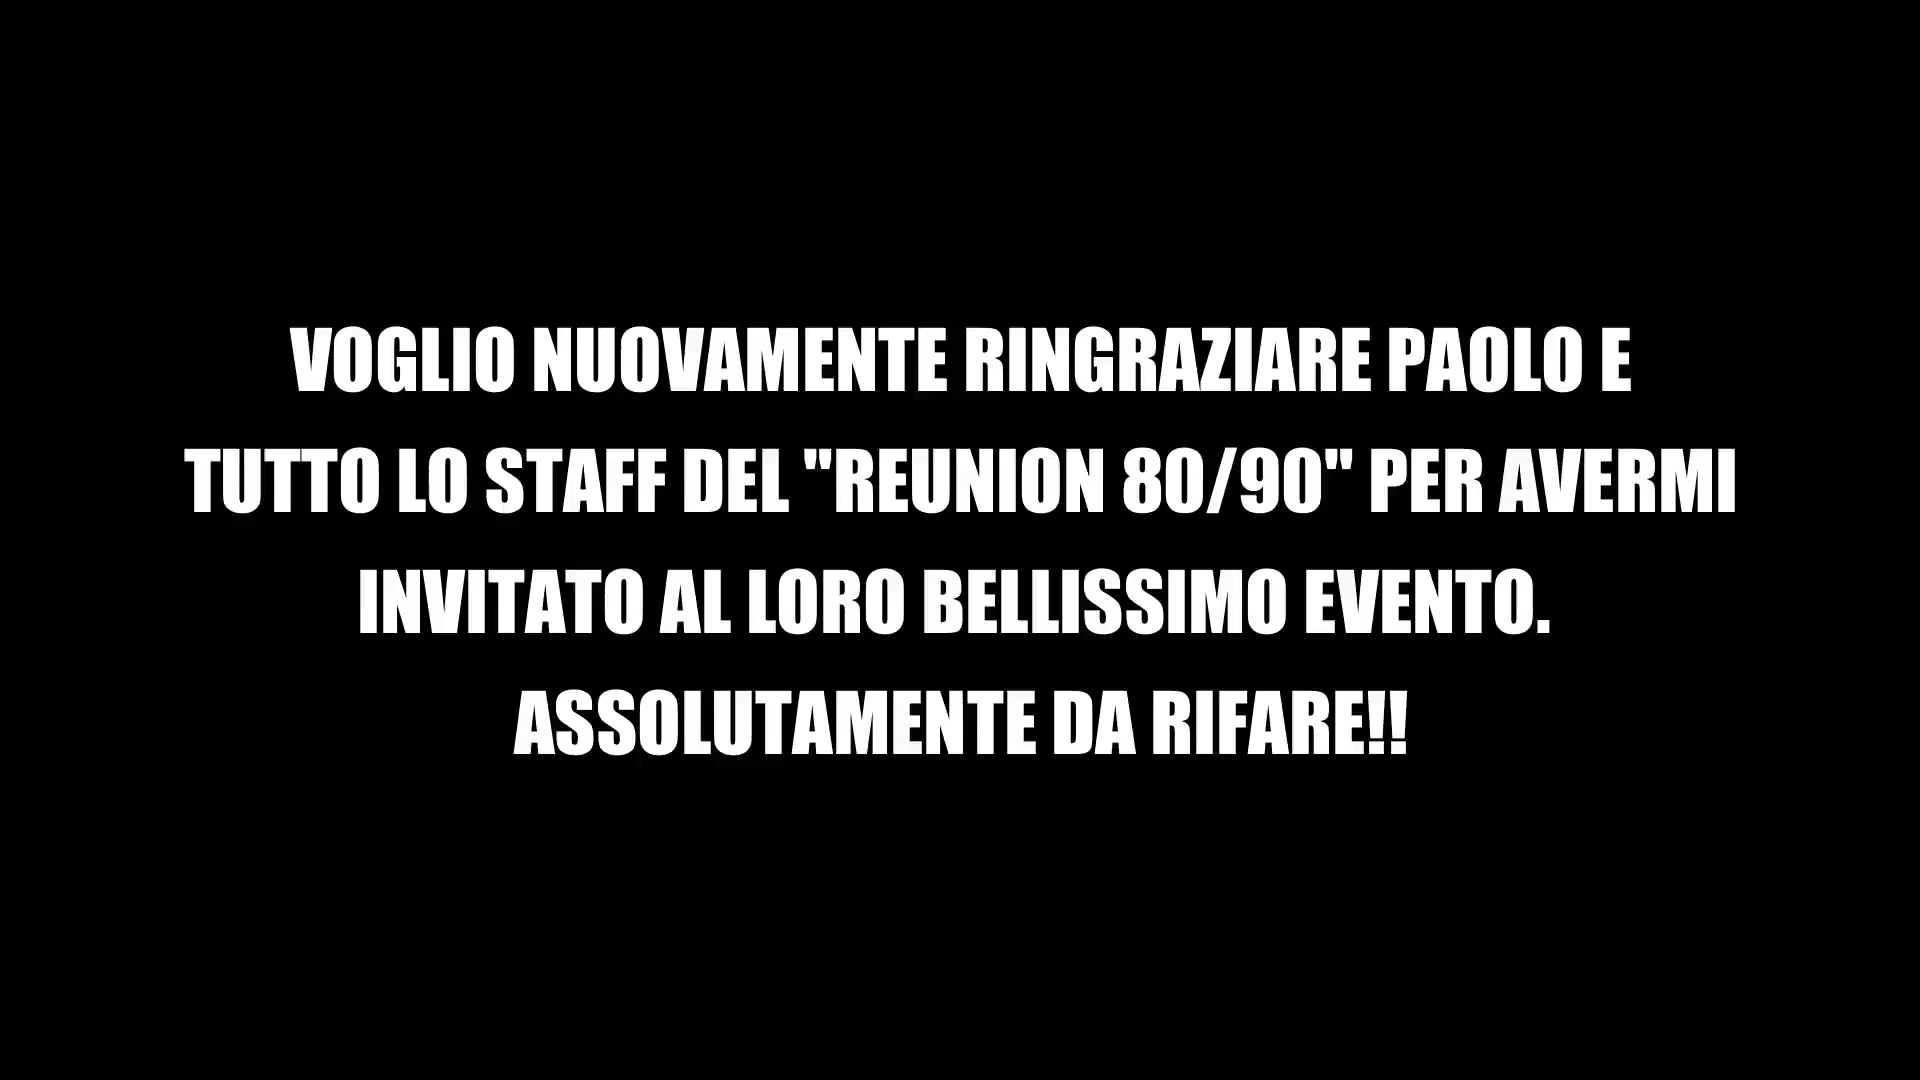 VOGLIO NUOVAMENTE RINGRAZIARE PAOLO E
TUTTO LO STAFF DEL "REUNION 80/90" PER AVERMI
INVITATO AL LORO BELLISSIMO EVENTO.
ASSOLUTAMENTE DA RIFARE!!